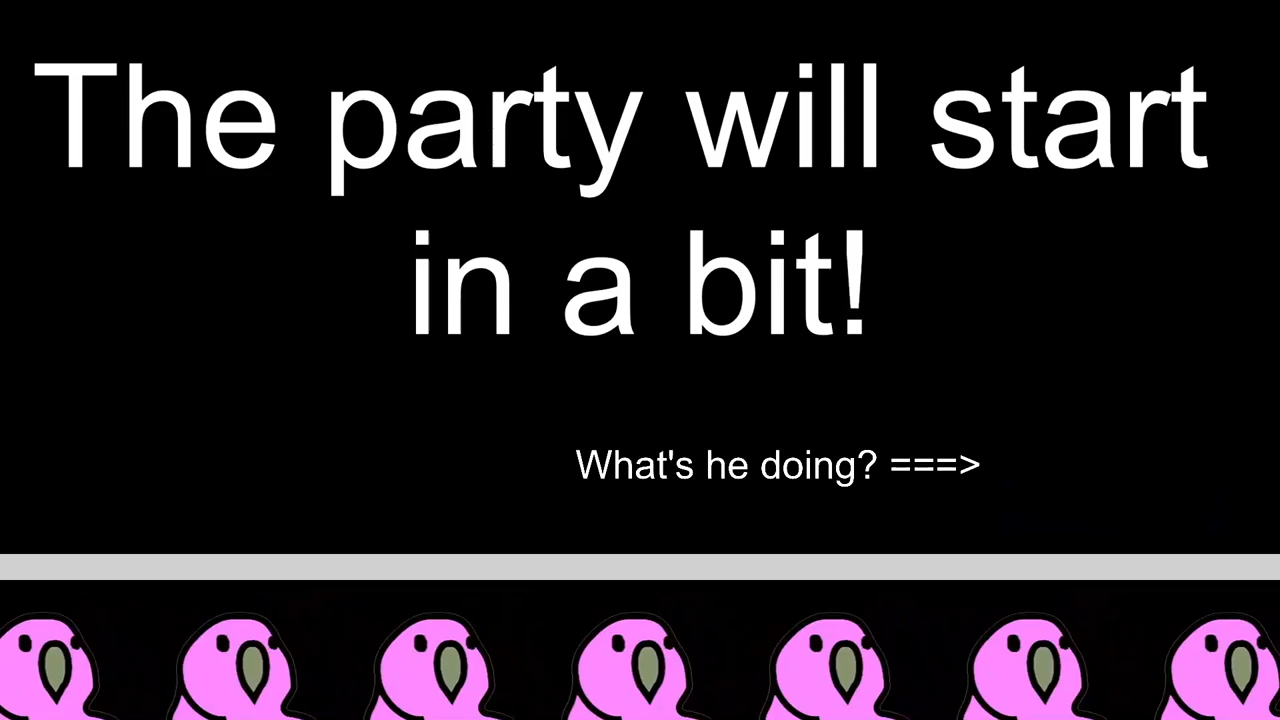 The party will start
in a bit!
What's he doing? ===>